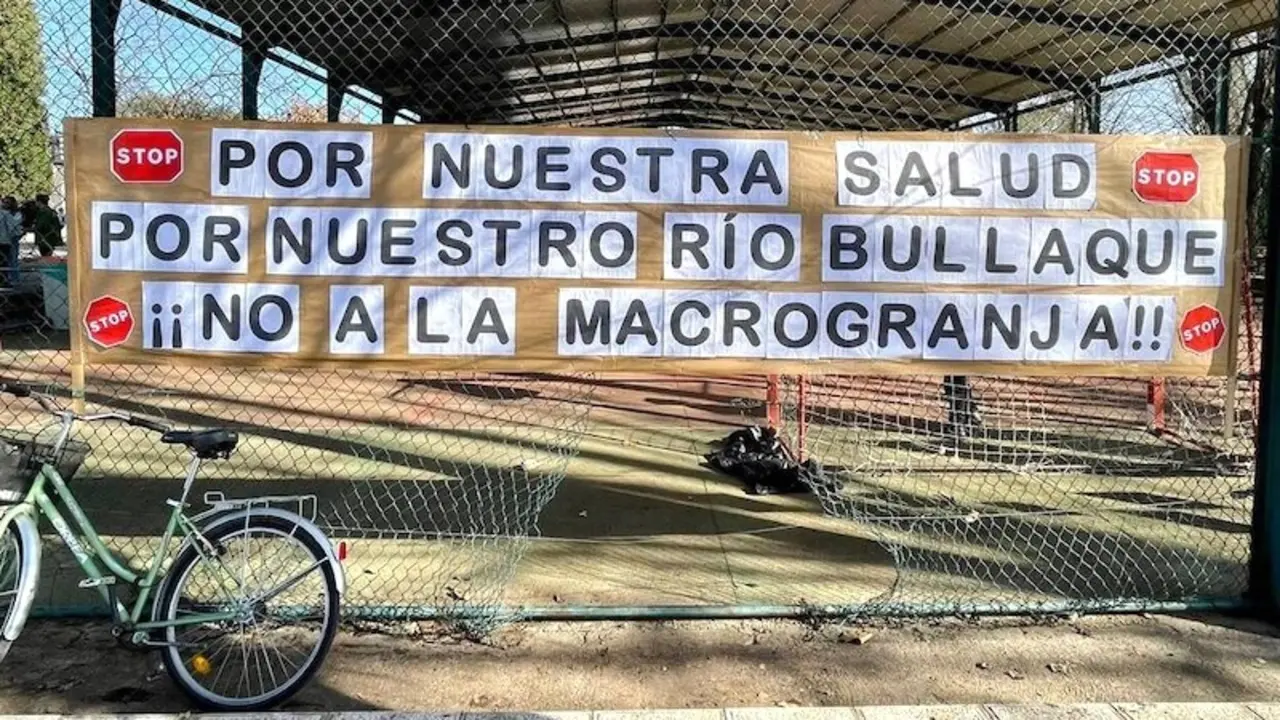 STOP POR NUESTRA SALUD STOP
POR NUESTRO RÍO BULLAQUE
STOP ¡¡NO A LA MACROGRANJA!! STOP